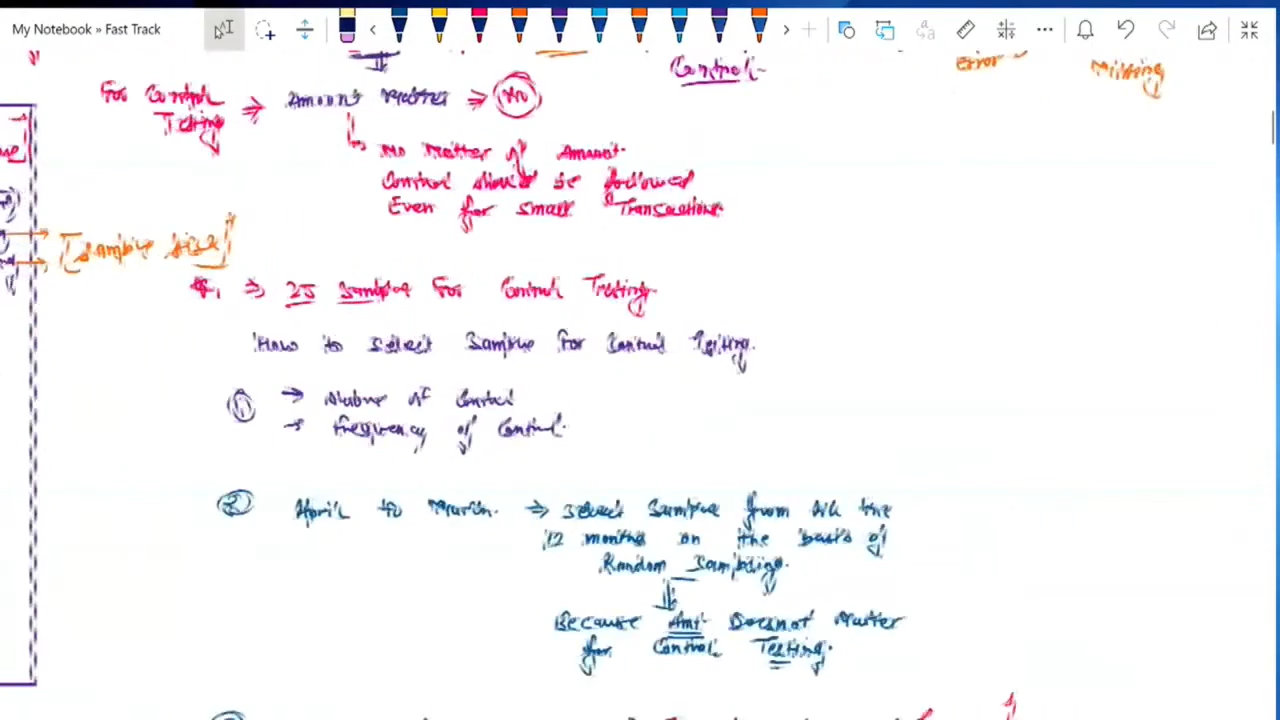 My Notebook » Fast Track
Control
Error
Missing
For Control Testing ⇒ Amount Matter ⇒ No
No Matter of Amount
Control should be followed
Even for small Transactions
[Sample size]
⇒ 25 Sample For Control Testing
How to Select Sample for Control Testing.
① → Nature of Control
→ Frequency of Control.
② April to March. ⇒ Select Sample from All the
12 months on the basis of
Random Sampling.
Because Amt Doesnot Matter
for Control Testing.